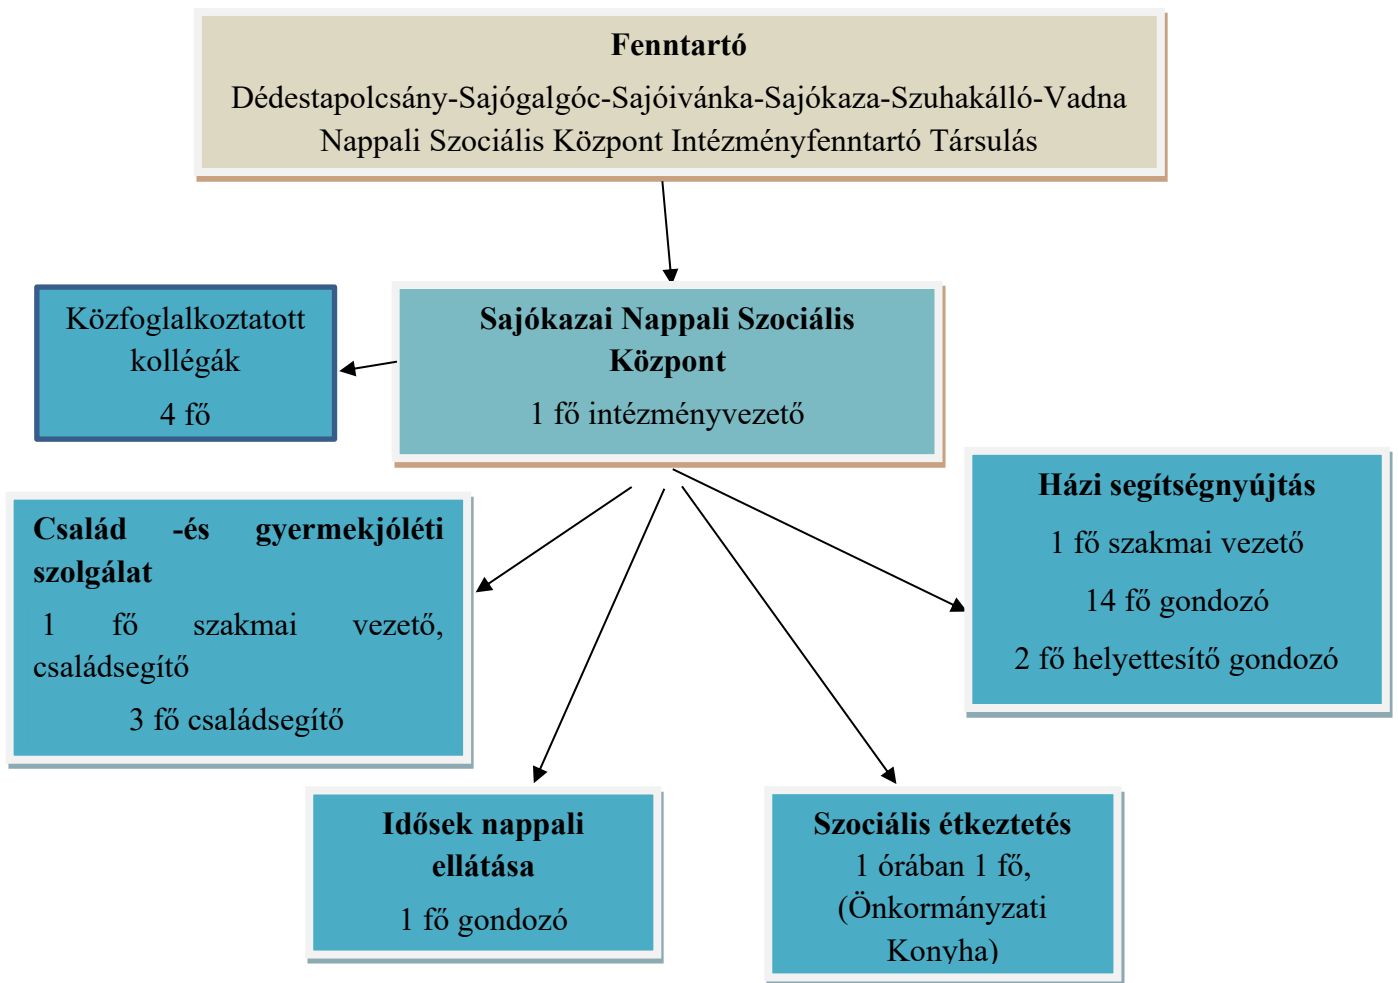 Fenntartó
Dédestapolcsány-Sajógalgóc-Sajóivánka-Sajókaza-Szuhakálló-Vadna
Nappali Szociális Központ Intézményfenntartó Társulás
Közfoglalkoztatott
kollégák
4 fő
Sajókazai Nappali Szociális
Központ
1 fő intézményvezető
Család -és gyermekjóléti
szolgálat
1 fő szakmai vezető,
családsegítő
3 fő családsegítő
Házi segítségnyújtás
1 fő szakmai vezető
14 fő gondozó
2 fő helyettesítő gondozó
Idősek nappali
ellátása
1 fő gondozó
Szociális étkeztetés
1 órában 1 fő,
(Önkormányzati
Konyha)